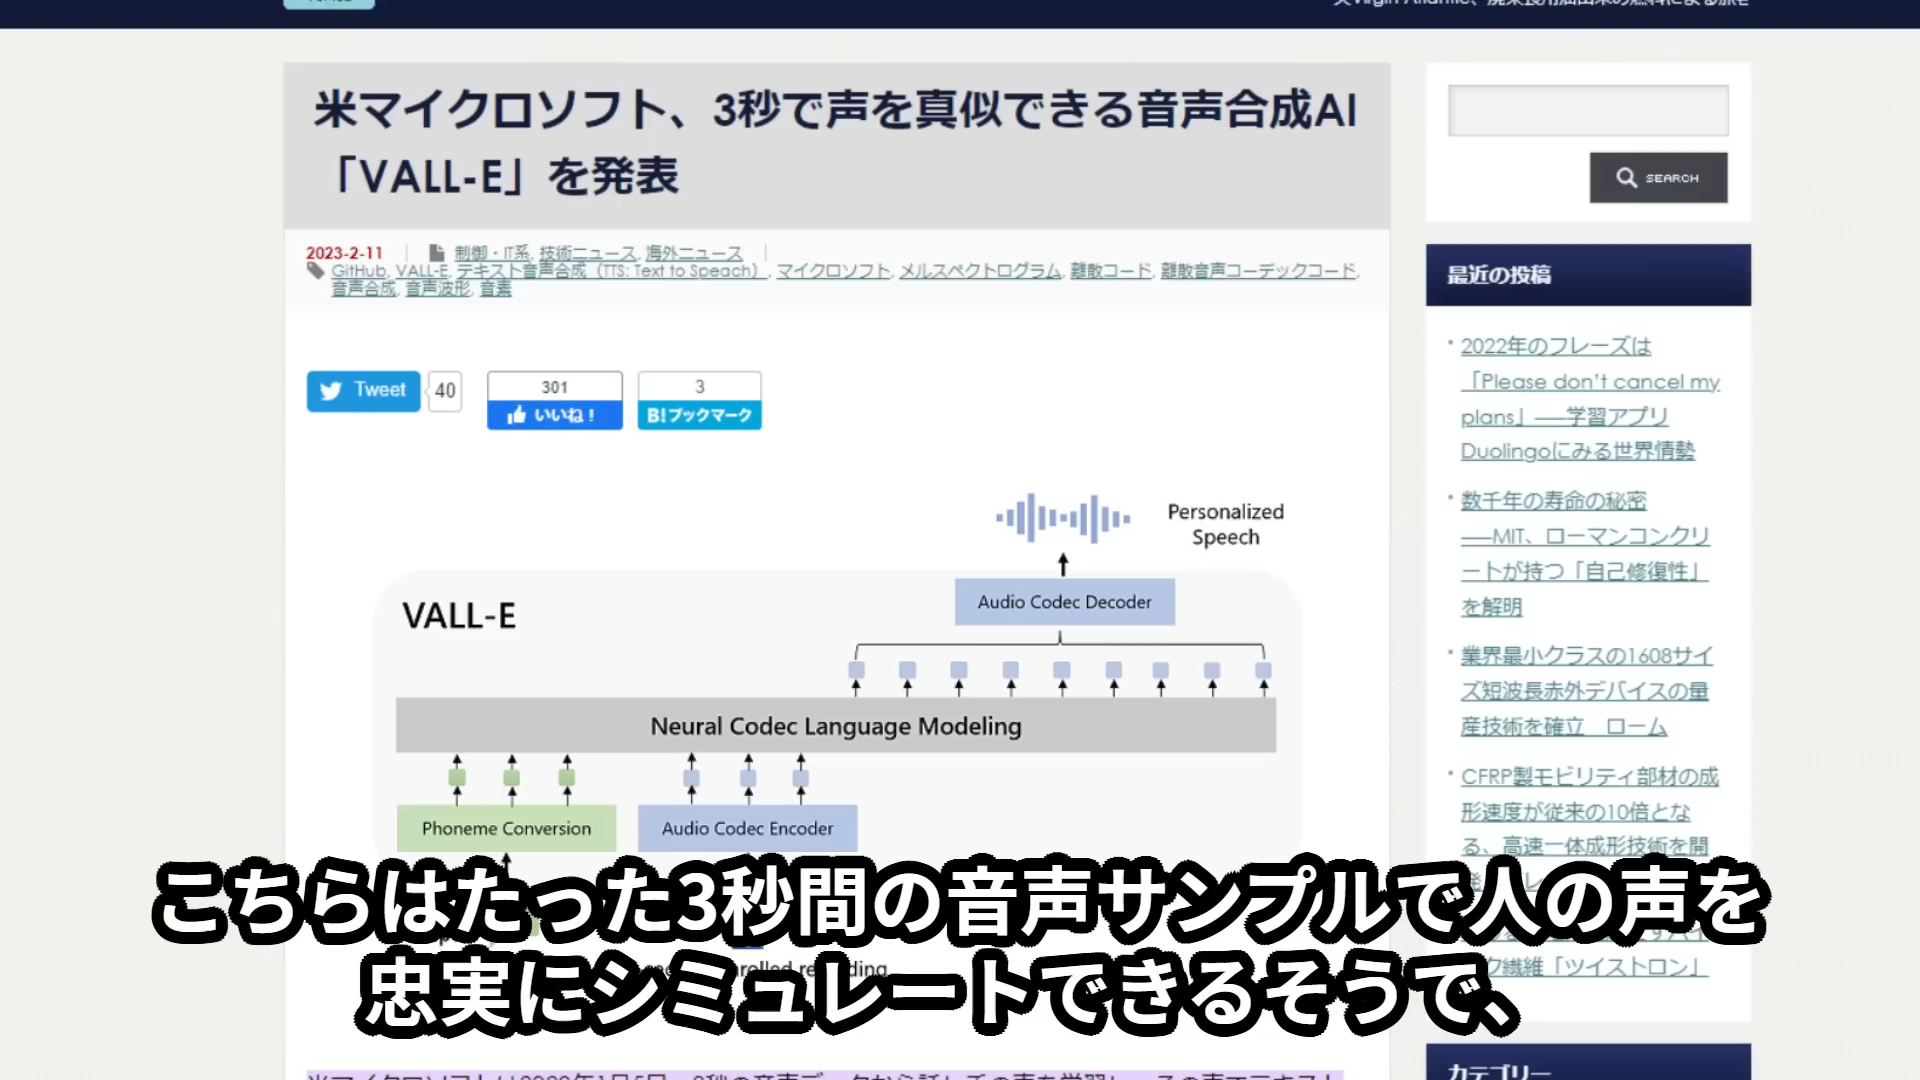 米マイクロソフト、3秒で声を真似できる音声合成AI
「VALL-E」を発表
2023-2-11
制御・IT系, 技術ニュース, 海外ニュース
GitHub, VALL-E, テキスト音声合成（TTS: Text to Speach）, マイクロソフト, メルスペクトログラム, 離散コード, 離散音声コーデックコード,
音声合成, 音声波形, 音素
Tweet 40
301
いいね！
3
B!ブックマーク
Personalized
Speech
Audio Codec Decoder
VALL-E
Neural Codec Language Modeling
Phoneme Conversion
Audio Codec Encoder
こちらはたった3秒間の音声サンプルで人の声を
忠実にシミュレートできるそうで、
SEARCH
最近の投稿
2022年のフレーズは
「Please don't cancel my
plans」――学習アプリ
Duolingoにみる世界情勢
数千年の寿命の秘密
――MIT、ローマンコンクリ
ートが持つ「自己修復性」
を解明
業界最小クラスの1608サイ
ズ短波長赤外デバイスの量
産技術を確立　ローム
CFRP製モビリティ部材の成
形速度が従来の10倍とな
る、高速一体成形技術を開
ク繊維「ツイストロン」
カテゴリー